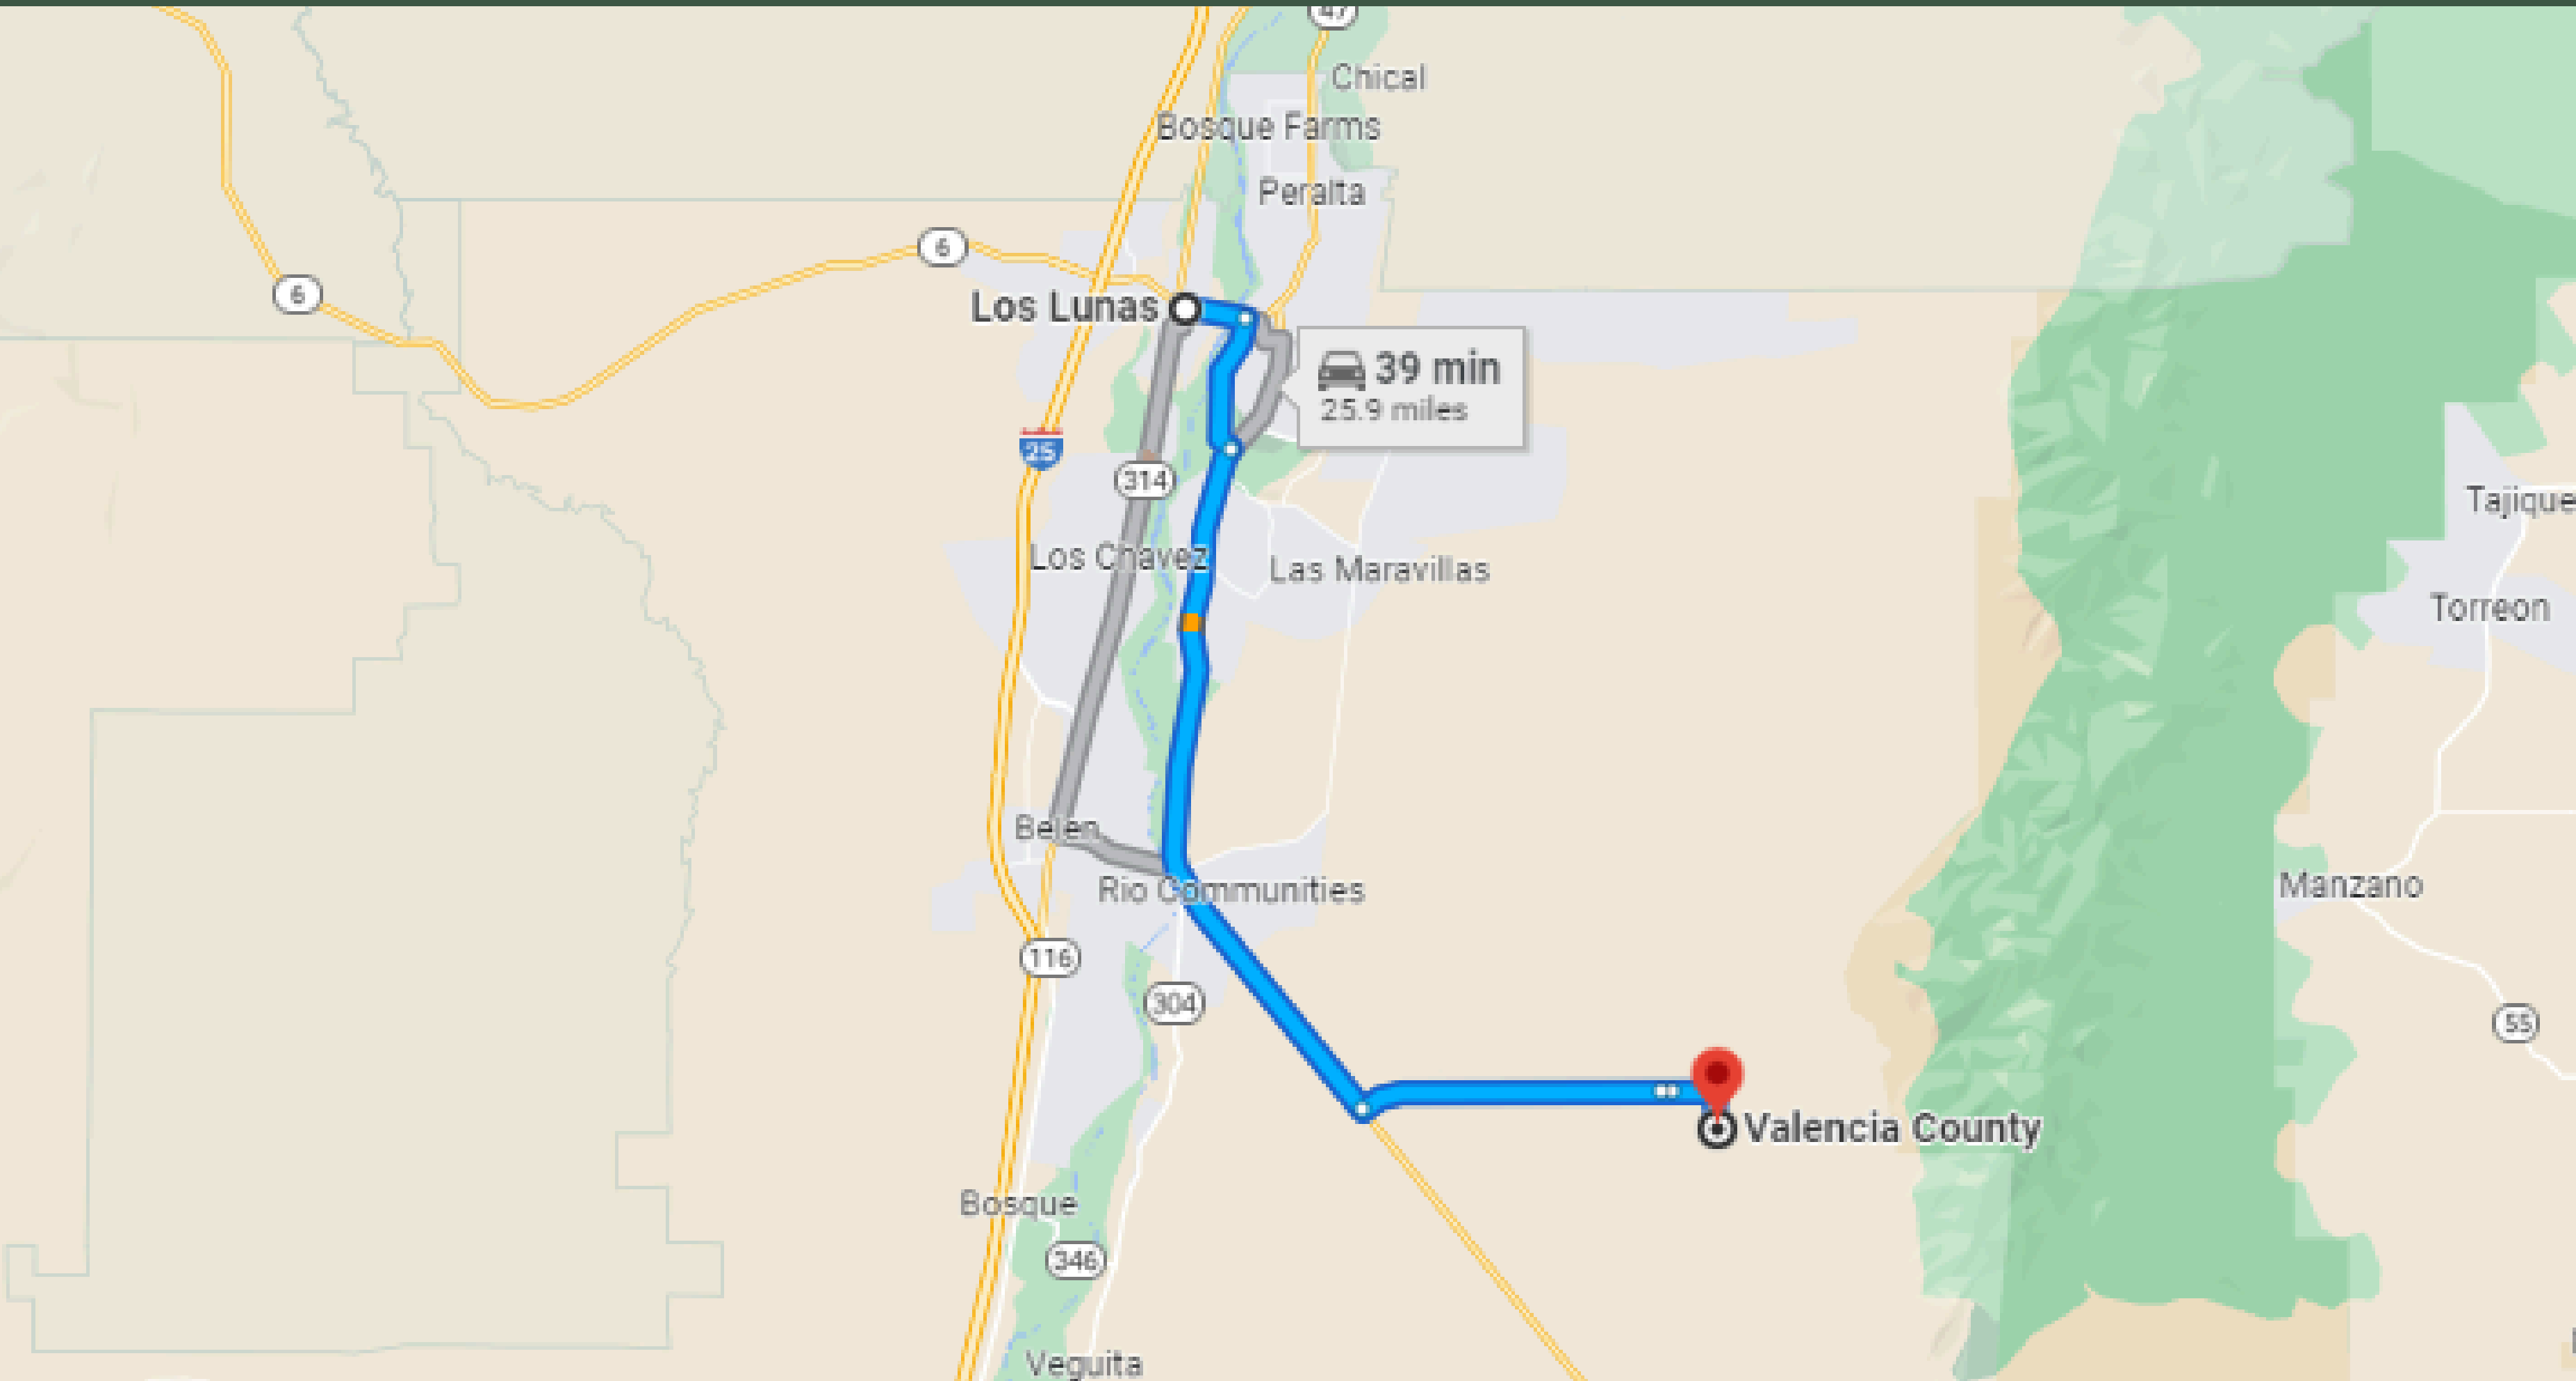 47
Chical
Bosque Farms
Peralta
6
6
Los Lunas
39 min
25.9 miles
25
314
Tajique
Los Chavez
Las Maravillas
Torreon
Belen
Rio Communities
Manzano
116
304
55
Valencia County
Bosque
346
Veguita